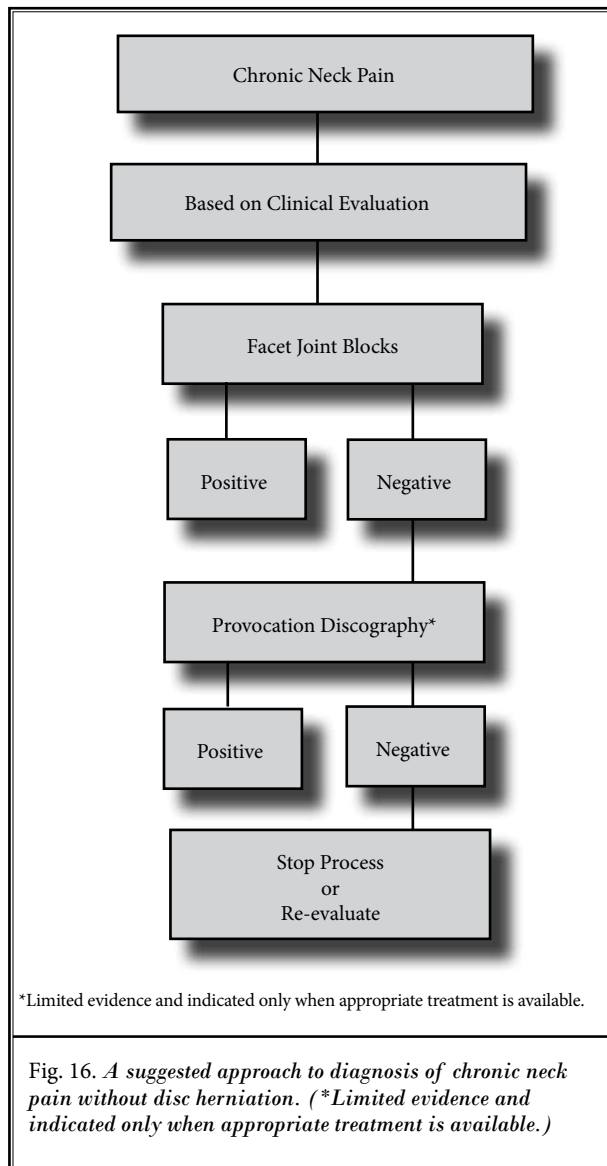 Chronic Neck Pain
Based on Clinical Evaluation
Facet Joint Blocks
Positive
Negative
Provocation Discography*
Positive
Negative
Stop Process
or
Re-evaluate
*Limited evidence and indicated only when appropriate treatment is available.
Fig. 16. A suggested approach to diagnosis of chronic neck
pain without disc herniation. (*Limited evidence and
indicated only when appropriate treatment is available.)